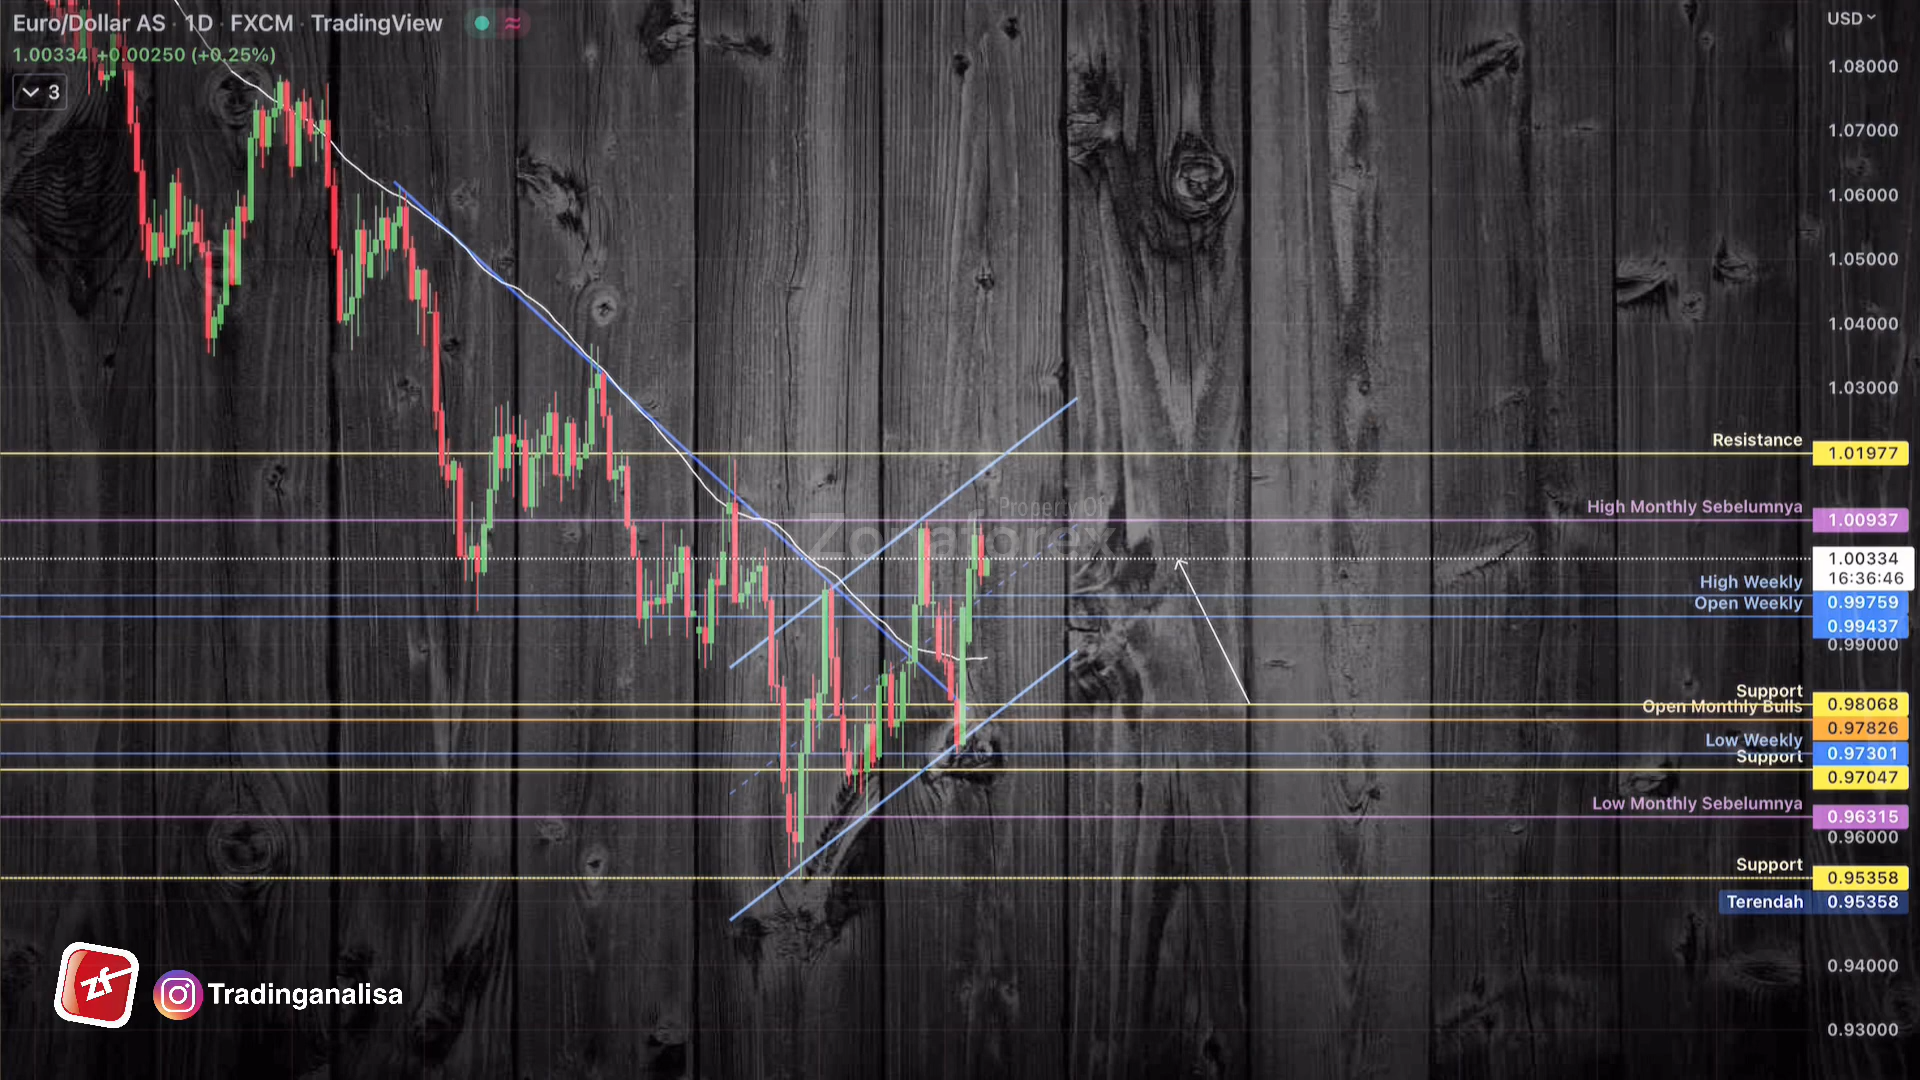 Euro/Dollar AS · 1D · FXCM · TradingView
1.00334 +0.00250 (+0.25%)
3
USD
1.08000
1.07000
1.06000
1.05000
1.04000
1.03000
Resistance 1.01977
High Monthly Sebelumnya 1.00937
Property Of
Zonaforex
1.00334
16:36:46
High Weekly 0.99759
Open Weekly 0.99437
0.99000
Support 0.98068
Open Monthly Bulls 0.97826
Low Weekly 0.97301
Support 0.97047
Low Monthly Sebelumnya 0.96315
0.96000
Support 0.95358
Terendah 0.95358
0.94000
0.93000
zf
Tradinganalisa